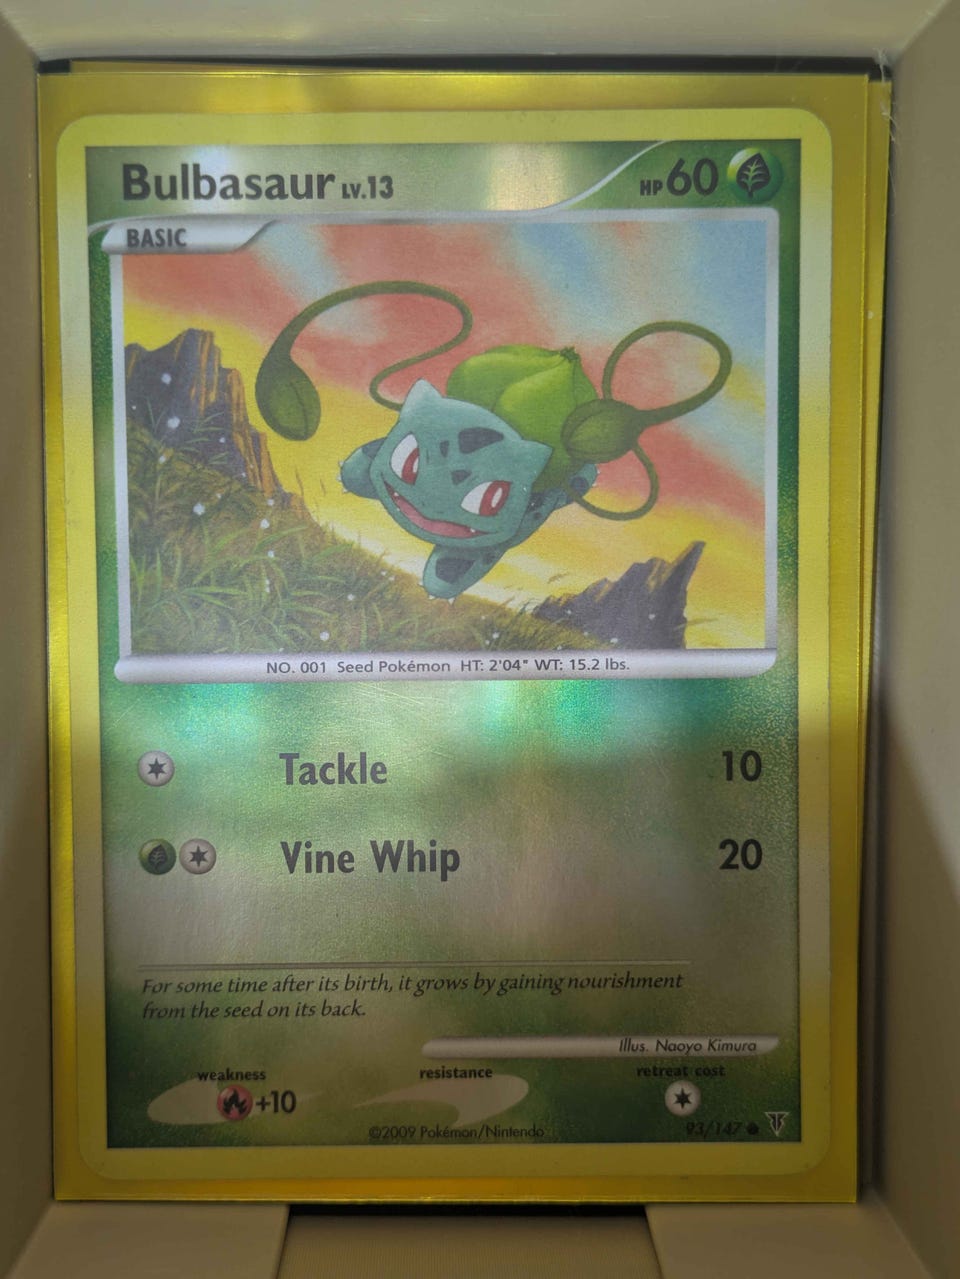 Bulbasaur LV.13 HP 60
BASIC
NO. 001 Seed Pokémon HT: 2'04" WT: 15.2 lbs.
Tackle 10
Vine Whip 20
For some time after its birth, it grows by gaining nourishment
from the seed on its back.
Illus. Naoyo Kimura
weakness resistance retreat cost
+10
©2009 Pokémon/Nintendo 93/147